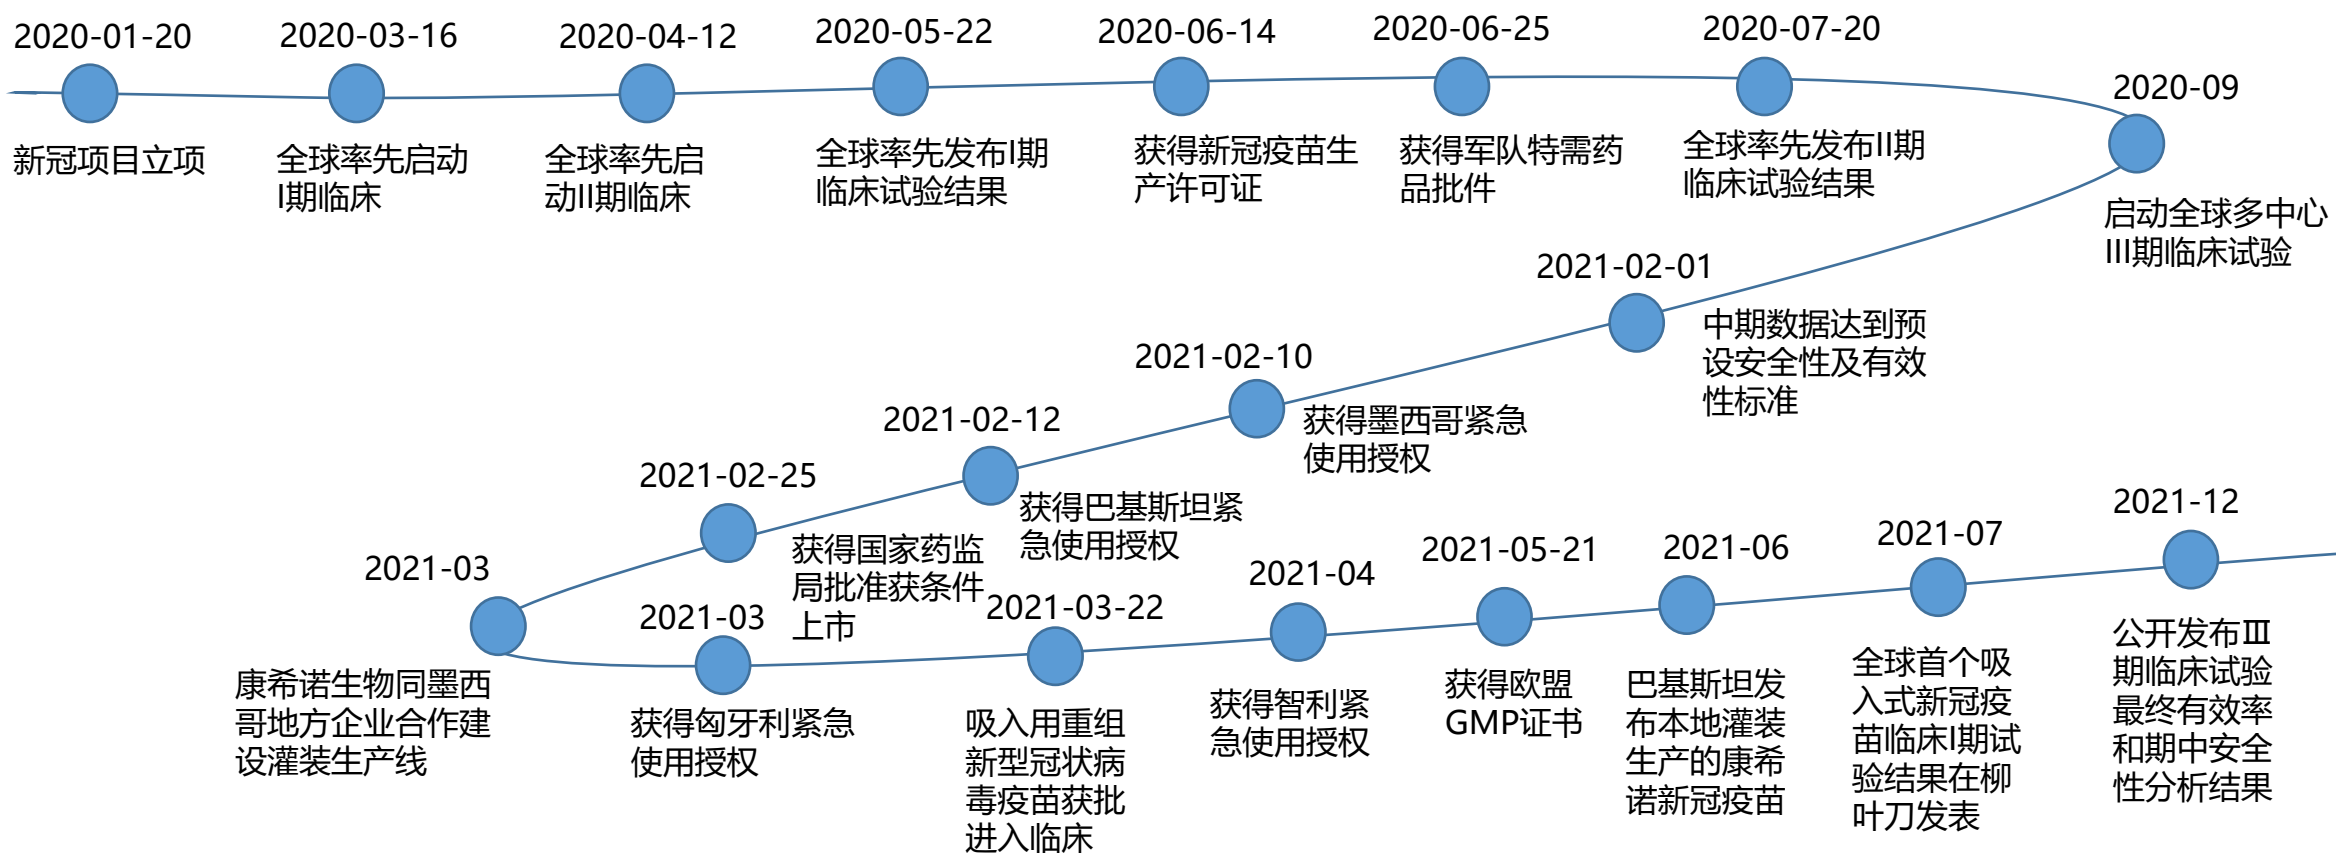 2020-01-20
新冠项目立项
2020-03-16
全球率先启动
I期临床
2020-04-12
全球率先启
动II期临床
2020-05-22
全球率先发布I期
临床试验结果
2020-06-14
获得新冠疫苗生
产许可证
2020-06-25
获得军队特需药
品批件
2020-07-20
全球率先发布II期
临床试验结果
2020-09
启动全球多中心
III期临床试验
2021-02-01
中期数据达到预
设安全性及有效
性标准
2021-02-10
获得墨西哥紧急
使用授权
2021-02-12
获得巴基斯坦紧
急使用授权
2021-02-25
获得国家药监
局批准获条件
上市
2021-03
康希诺生物同墨西
哥地方企业合作建
设灌装生产线
2021-03
获得匈牙利紧急
使用授权
2021-03-22
吸入用重组
新型冠状病
毒疫苗获批
进入临床
2021-04
获得智利紧
急使用授权
2021-05-21
获得欧盟
GMP证书
2021-06
巴基斯坦发
布本地灌装
生产的康希
诺新冠疫苗
2021-07
全球首个吸
入式新冠疫
苗临床I期试
验结果在柳
叶刀发表
2021-12
公开发布Ⅲ
期临床试验
最终有效率
和期中安全
性分析结果